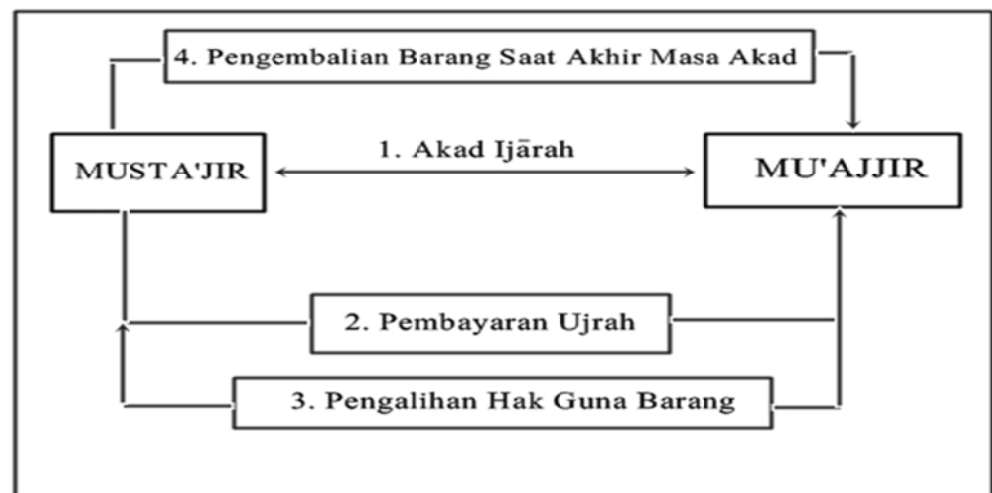 4. Pengembalian Barang Saat Akhir Masa Akad
1. Akad Ijārah
MUSTA'JIR
MU'AJJIR
2. Pembayaran Ujrah
3. Pengalihan Hak Guna Barang